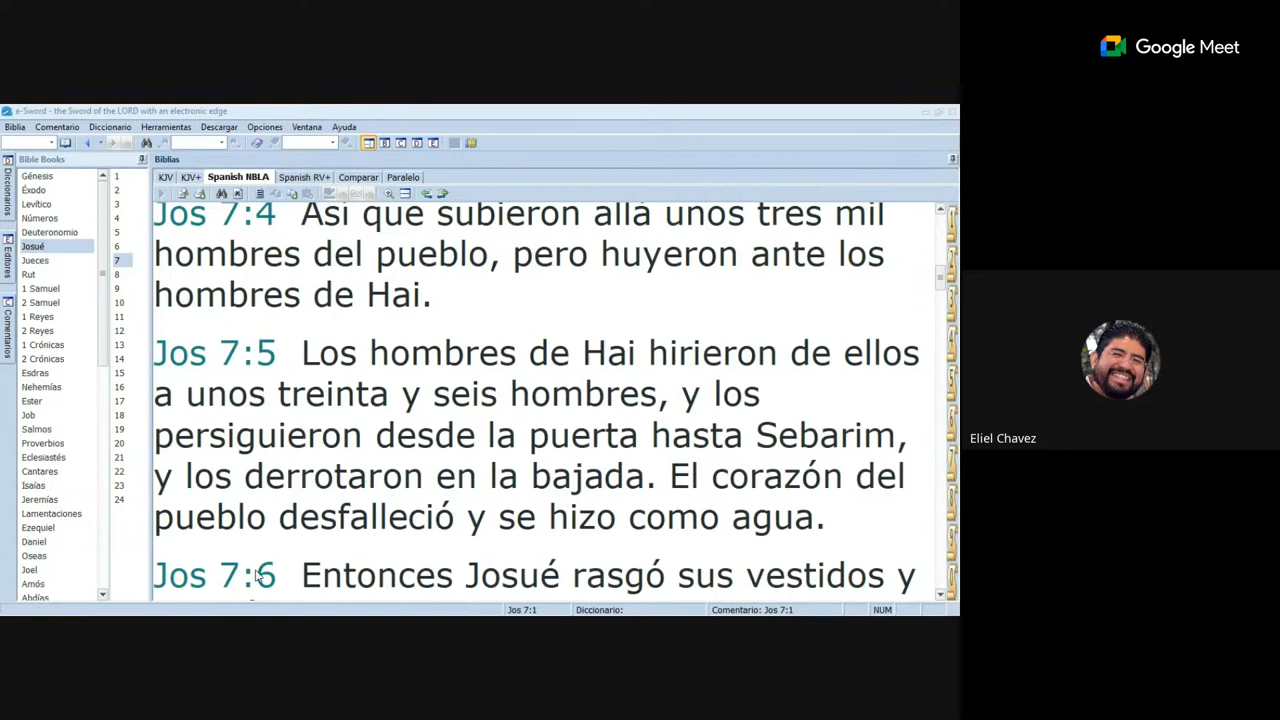 Google Meet
e-Sword - the Sword of the LORD with an electronic edge
Biblia Comentario Diccionario Herramientas Descargar Opciones Ventana Ayuda
B C D E
Bible Books
Biblias
KJV KJV+ Spanish NBLA Spanish RV+ Comparar Paralelo
Diccionarios
Editores
Comentarios
Génesis 1
Éxodo 2
Levítico 3
Números 4
Deuteronomio 5
Josué 6
Jueces 7
Rut 8
1 Samuel 9
2 Samuel 10
1 Reyes 11
2 Reyes 12
1 Crónicas 13
2 Crónicas 14
Esdras 15
Nehemías 16
Ester 17
Job 18
Salmos 19
Proverbios 20
Eclesiastés 21
Cantares 22
Isaías 23
Jeremías 24
Lamentaciones
Ezequiel
Daniel
Oseas
Joel
Amós
Abdías
Jos 7:4 Así que subieron allá unos tres mil
hombres del pueblo, pero huyeron ante los
hombres de Hai.
Jos 7:5 Los hombres de Hai hirieron de ellos
a unos treinta y seis hombres, y los
persiguieron desde la puerta hasta Sebarim,
y los derrotaron en la bajada. El corazón del
pueblo desfalleció y se hizo como agua.
Jos 7:6 Entonces Josué rasgó sus vestidos y
Jos 7:1 Diccionario: Comentario: Jos 7:1 NUM
Eliel Chavez